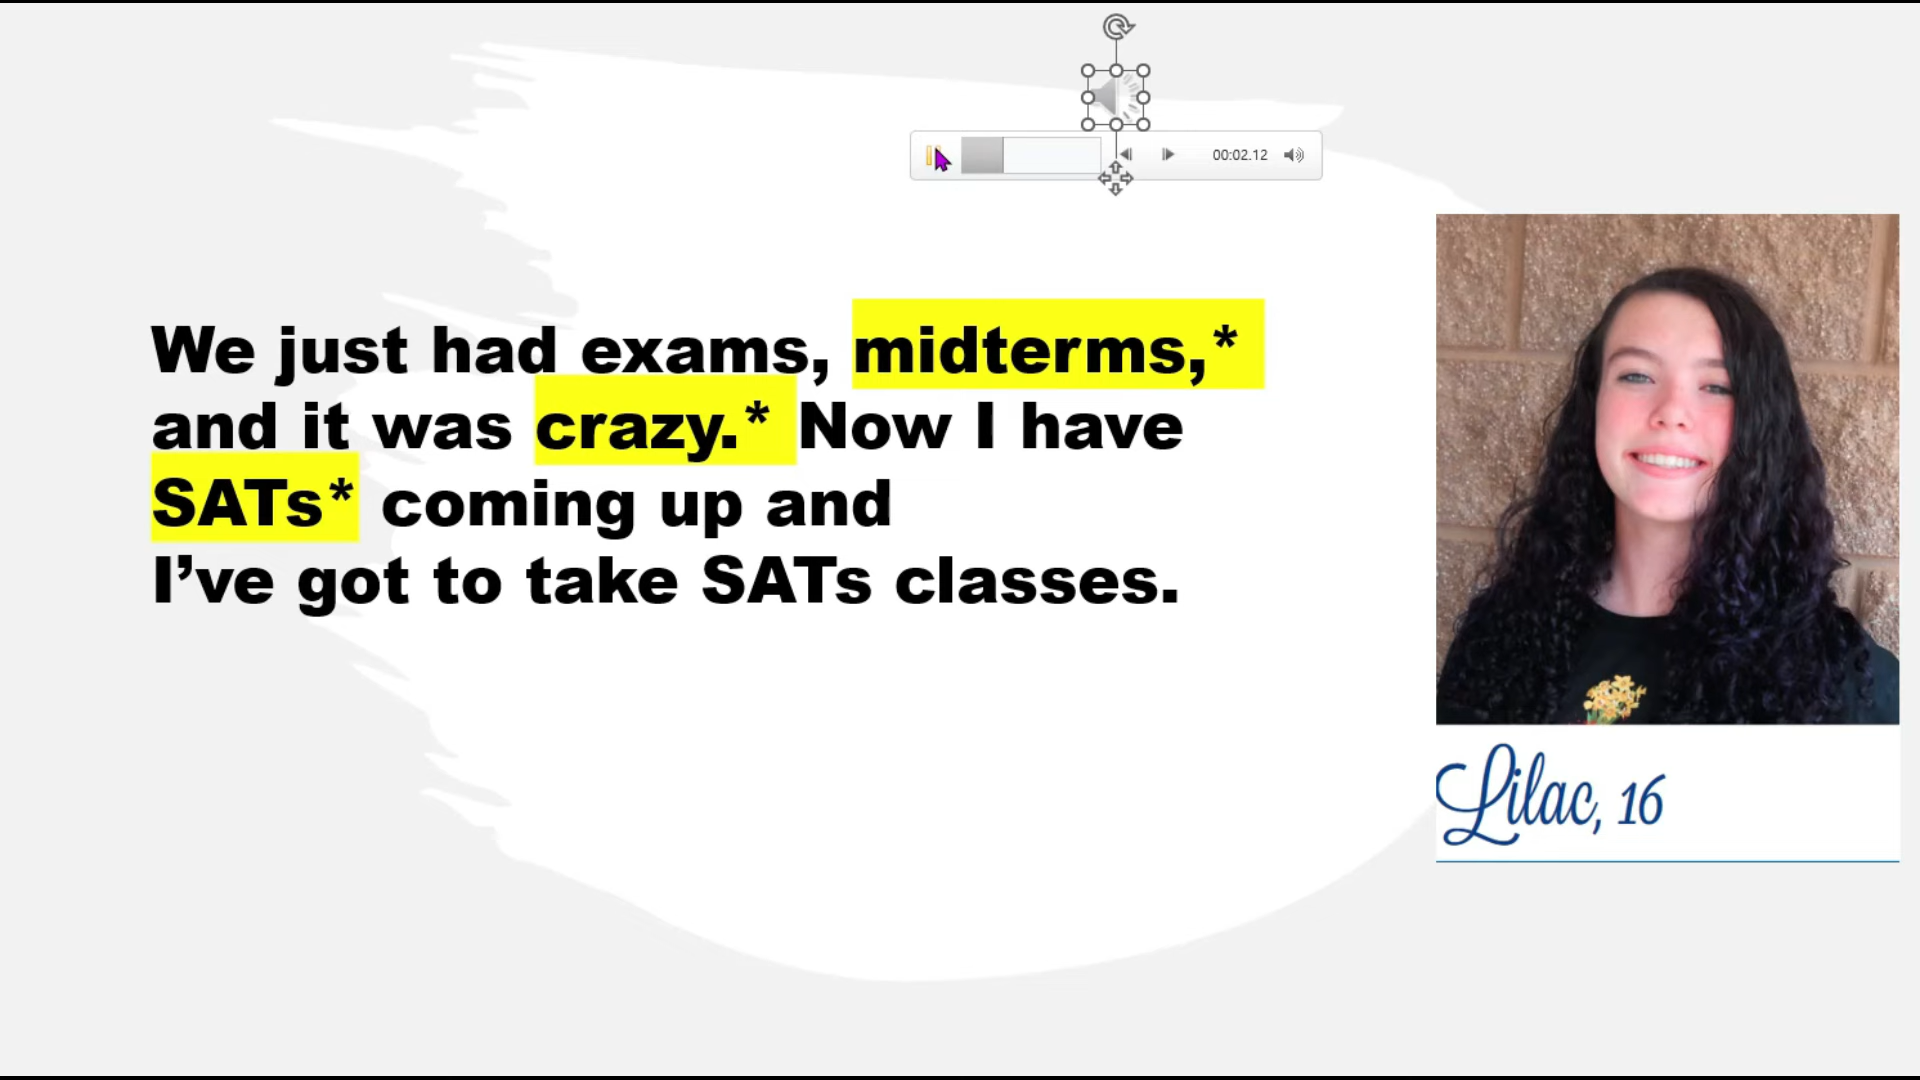 00:02.12
We just had exams, midterms,*
and it was crazy.* Now I have
SATs* coming up and
I’ve got to take SATs classes.
Lilac, 16